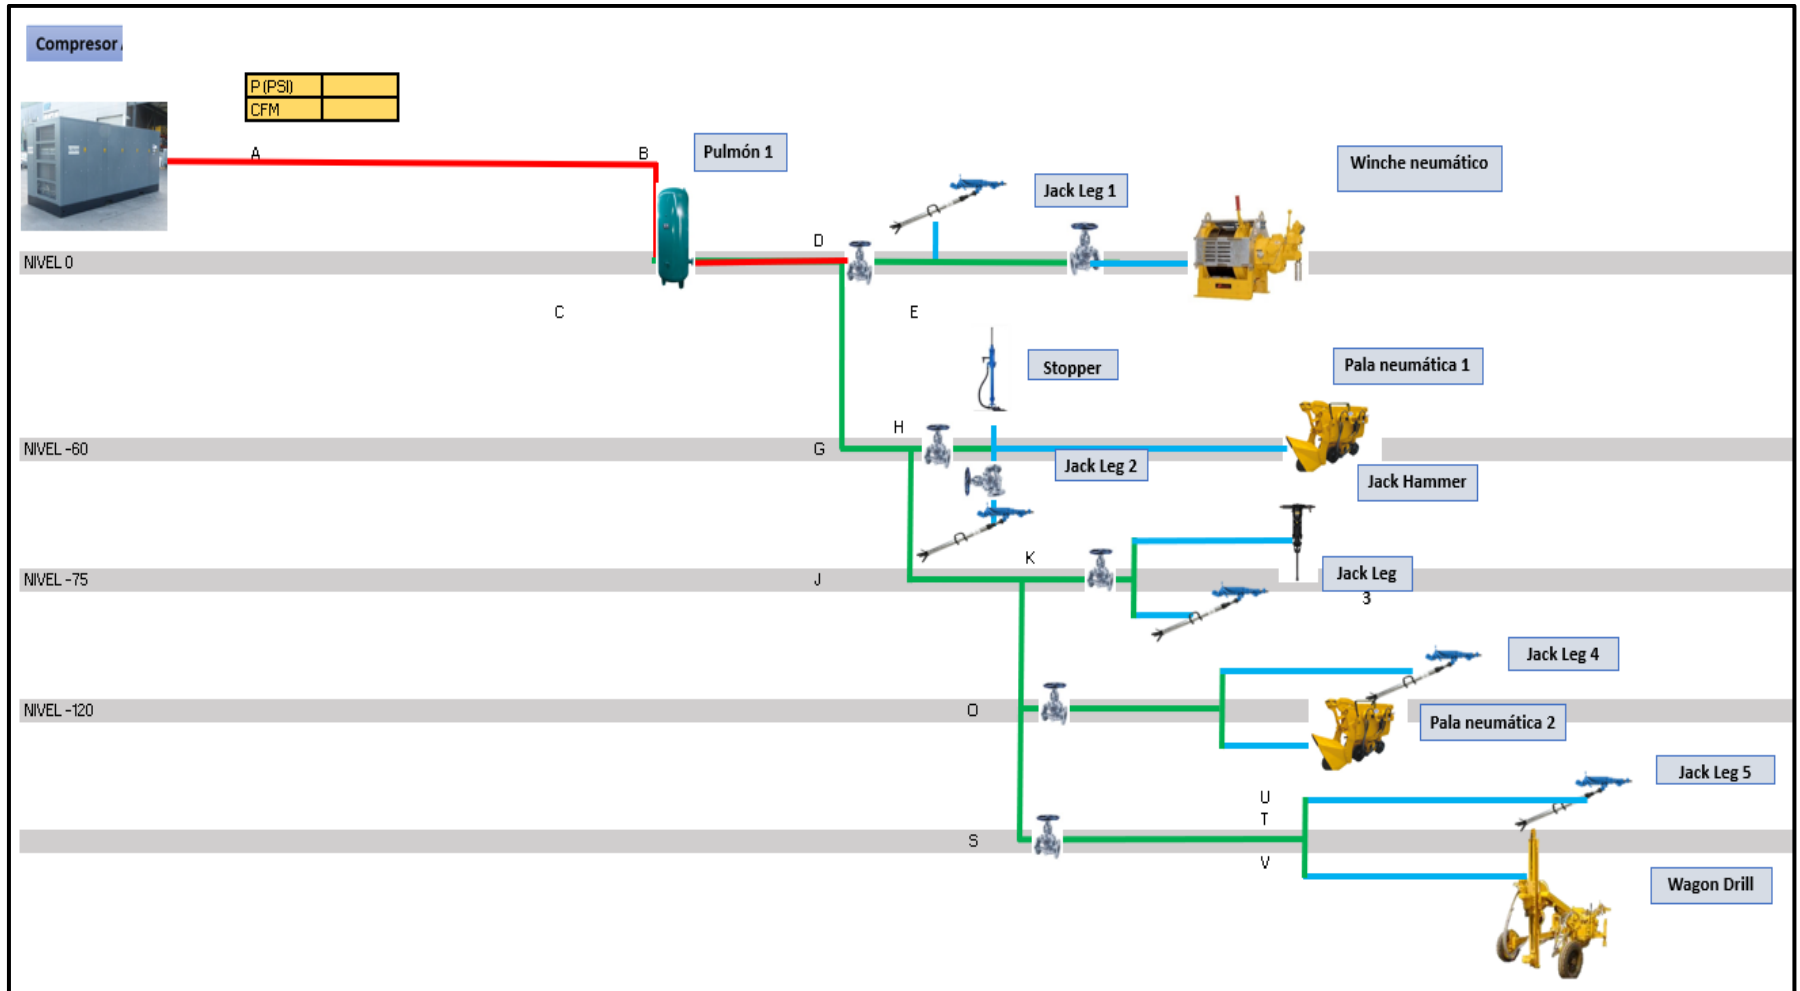 Compresor
P (PSI)
CFM
A
B
Pulmón 1
Winche neumático
Jack Leg 1
D
NIVEL 0
C
E
Stopper
Pala neumática 1
H
NIVEL -60
G
Jack Leg 2
Jack Hammer
K
NIVEL -75
J
Jack Leg
3
Jack Leg 4
NIVEL -120
O
Pala neumática 2
Jack Leg 5
U
T
S
V
Wagon Drill